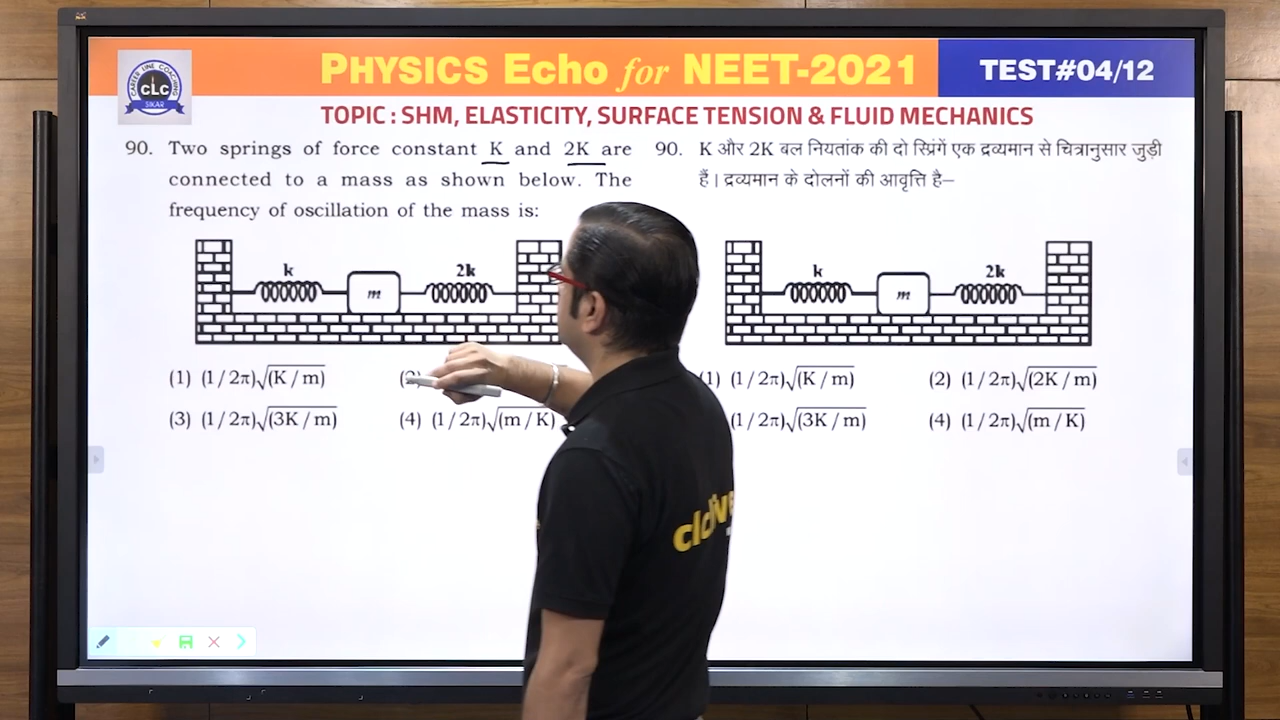 PHYSICS Echo for NEET-2021
TEST#04/12
CAREER LINE COACHING
CLC
SIKAR
TOPIC : SHM, ELASTICITY, SURFACE TENSION & FLUID MECHANICS
90. Two springs of force constant K and 2K are
connected to a mass as shown below. The
frequency of oscillation of the mass is:
k
2k
m
(1) (1/2π)√(K/m)
(3) (1/2π)√(3K/m)
(4) (1/2π)√(m/K)
90. K और 2K बल नियतांक की दो स्प्रिंगें एक द्रव्यमान से चित्रानुसार जुड़ी
हैं। द्रव्यमान के दोलनों की आवृत्ति है–
k
2k
m
(1) (1/2π)√(K/m) (2) (1/2π)√(2K/m)
(1/2π)√(3K/m) (4) (1/2π)√(m/K)